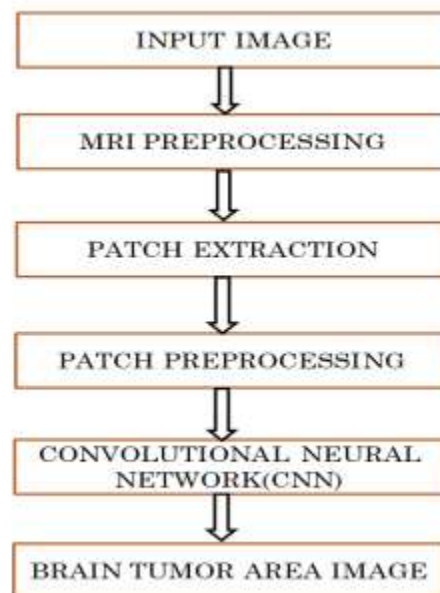 INPUT IMAGE
MRI PREPROCESSING
PATCH EXTRACTION
PATCH PREPROCESSING
CONVOLUTIONAL NEURAL
NETWORK(CNN)
BRAIN TUMOR AREA IMAGE